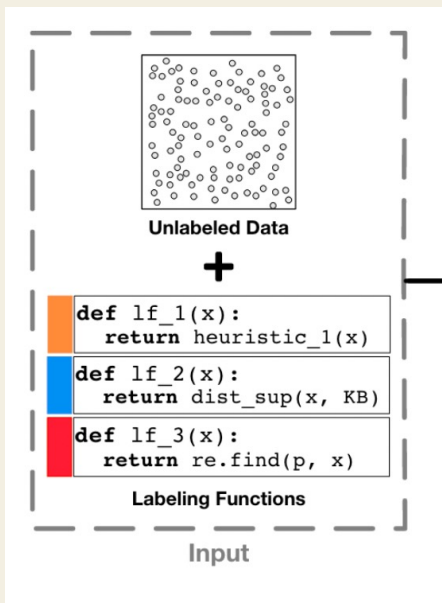 Unlabeled Data
+
def lf_1(x):
return heuristic_1(x)
def lf_2(x):
return dist_sup(x, KB)
def lf_3(x):
return re.find(p, x)
Labeling Functions
Input